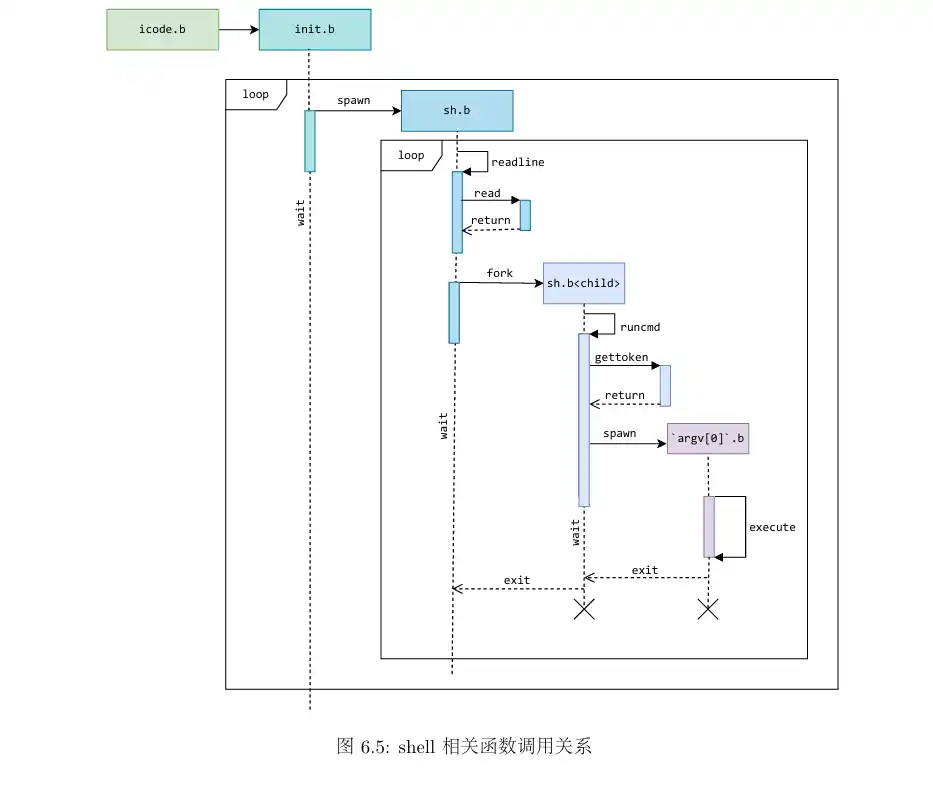 icode.b
init.b
loop
spawn
sh.b
loop
readline
read
return
wait
fork
sh.b<child>
runcmd
gettoken
return
spawn
`argv[0]`.b
wait
execute
wait
exit
exit
图 6.5: shell 相关函数调用关系